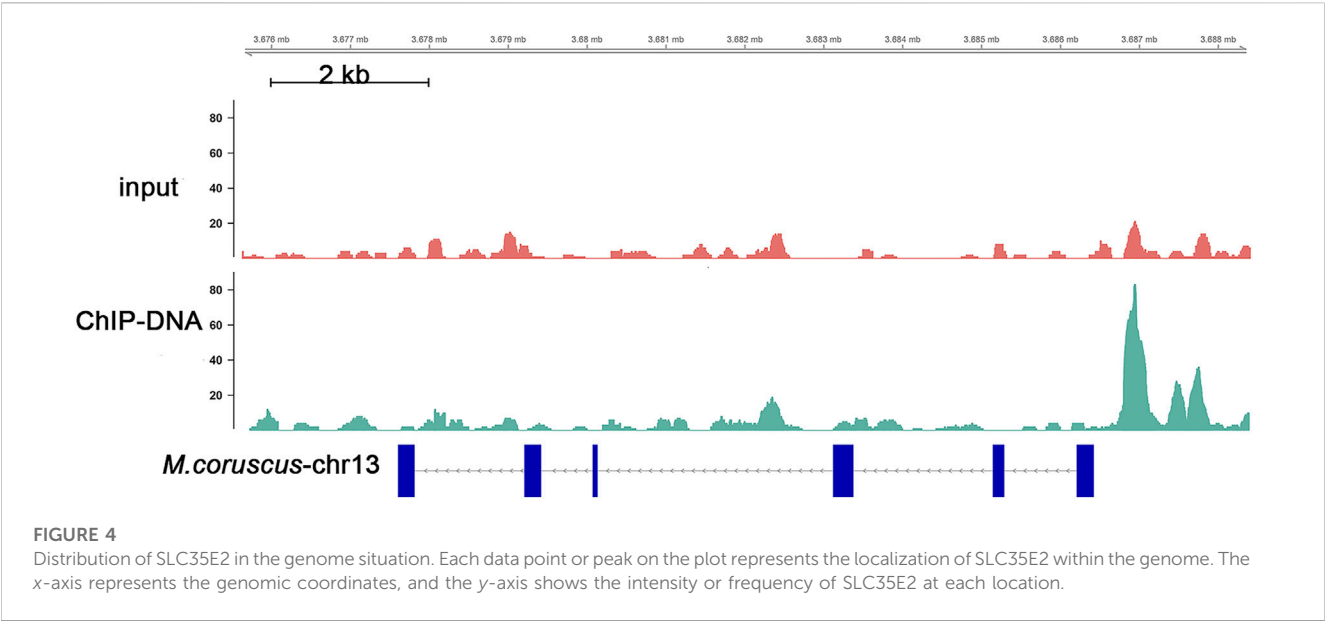 3.676 mb 3.677 mb 3.678 mb 3.679 mb 3.68 mb 3.681 mb 3.682 mb 3.683 mb 3.684 mb 3.685 mb 3.686 mb 3.687 mb 3.688 mb
2 kb
80
60
input
40
20
80
ChIP-DNA
60
40
20
M.coruscus-chr13
FIGURE 4
Distribution of SLC35E2 in the genome situation. Each data point or peak on the plot represents the localization of SLC35E2 within the genome. The
x-axis represents the genomic coordinates, and the y-axis shows the intensity or frequency of SLC35E2 at each location.